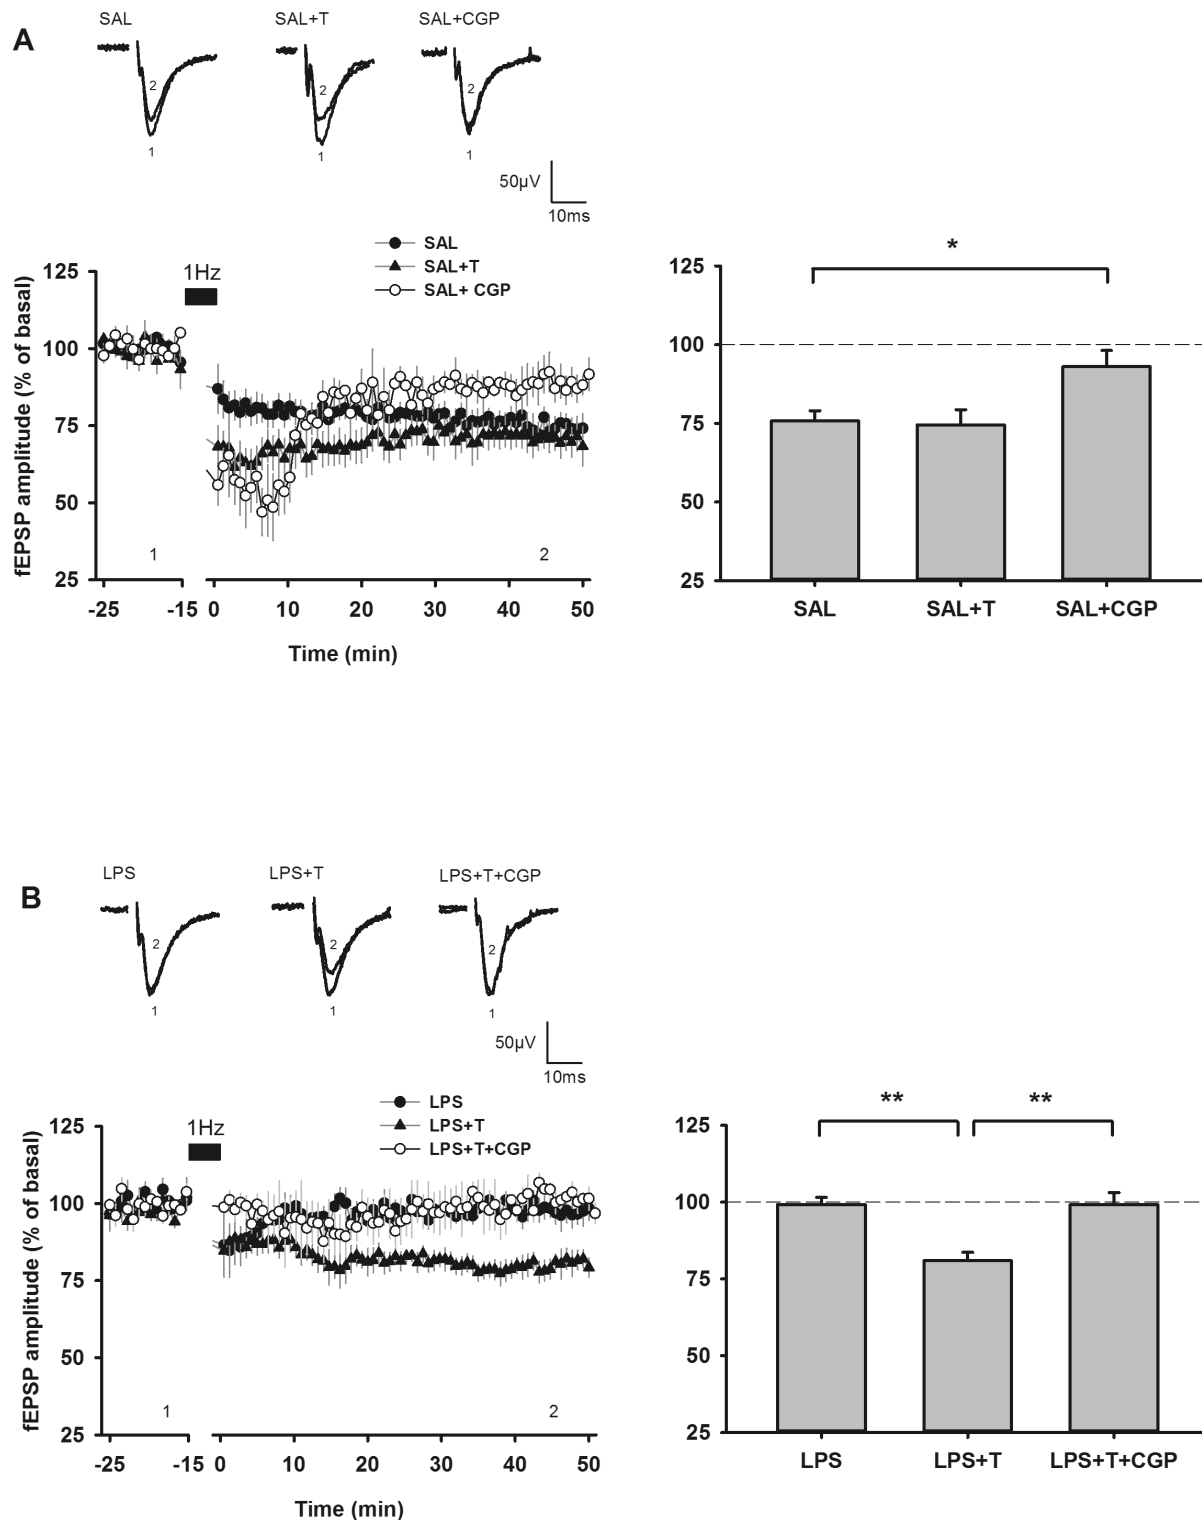 A
SAL
SAL+T
SAL+CGP
2
2
2
1
1
1
50µV
10ms
SAL
SAL+T
SAL+ CGP
1Hz
fEPSP amplitude (% of basal)
125
100
75
50
25
1
2
-25
-15
0
10
20
30
40
50
Time (min)
*
125
100
75
50
25
SAL
SAL+T
SAL+CGP
B
LPS
LPS+T
LPS+T+CGP
2
2
2
1
1
1
50µV
10ms
LPS
LPS+T
LPS+T+CGP
1Hz
fEPSP amplitude (% of basal)
125
100
75
50
25
1
2
-25
-15
0
10
20
30
40
50
Time (min)
**
**
125
100
75
50
25
LPS
LPS+T
LPS+T+CGP